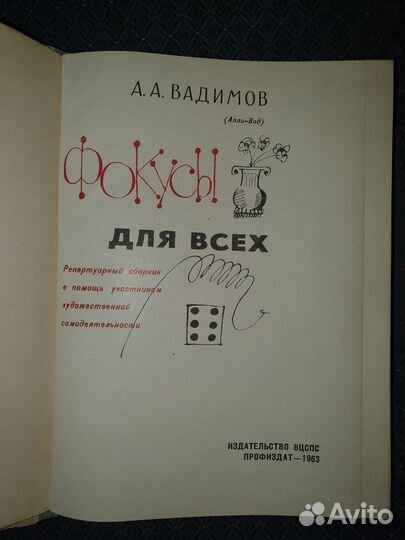 А. А. ВАДИМОВ
(Алли-Вад)
ФОКУСЫ
ДЛЯ ВСЕХ
Репертуарный сборник
в помощь участникам
художественной
самодеятельности
ИЗДАТЕЛЬСТВО ВЦСПС
ПРОФИЗДАТ—1963
Avito